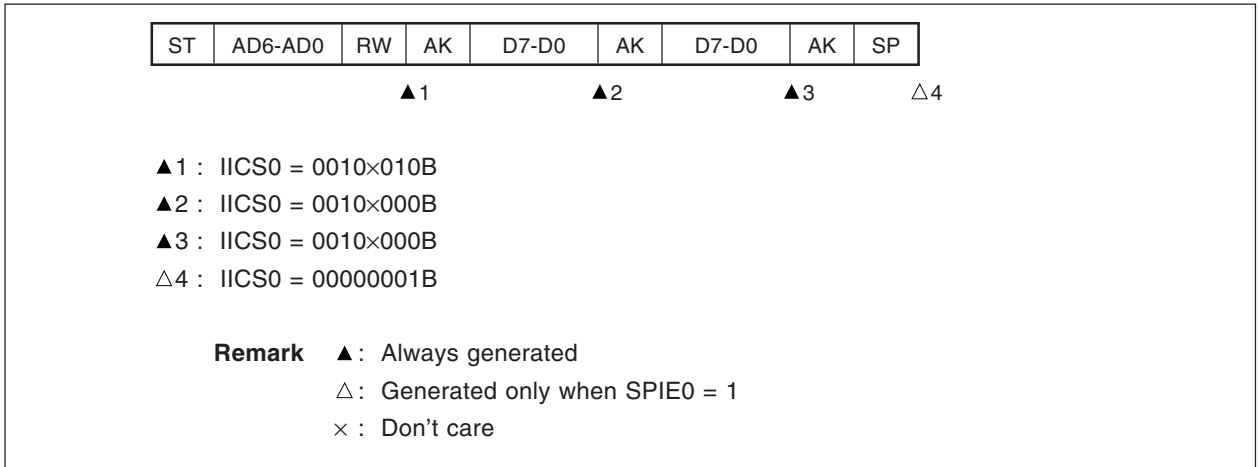 ST AD6-AD0 RW AK D7-D0 AK D7-D0 AK SP
▲1 ▲2 ▲3 △4
▲1 : IICS0 = 0010×010B
▲2 : IICS0 = 0010×000B
▲3 : IICS0 = 0010×000B
△4 : IICS0 = 00000001B
Remark ▲: Always generated
△: Generated only when SPIE0 = 1
× : Don't care